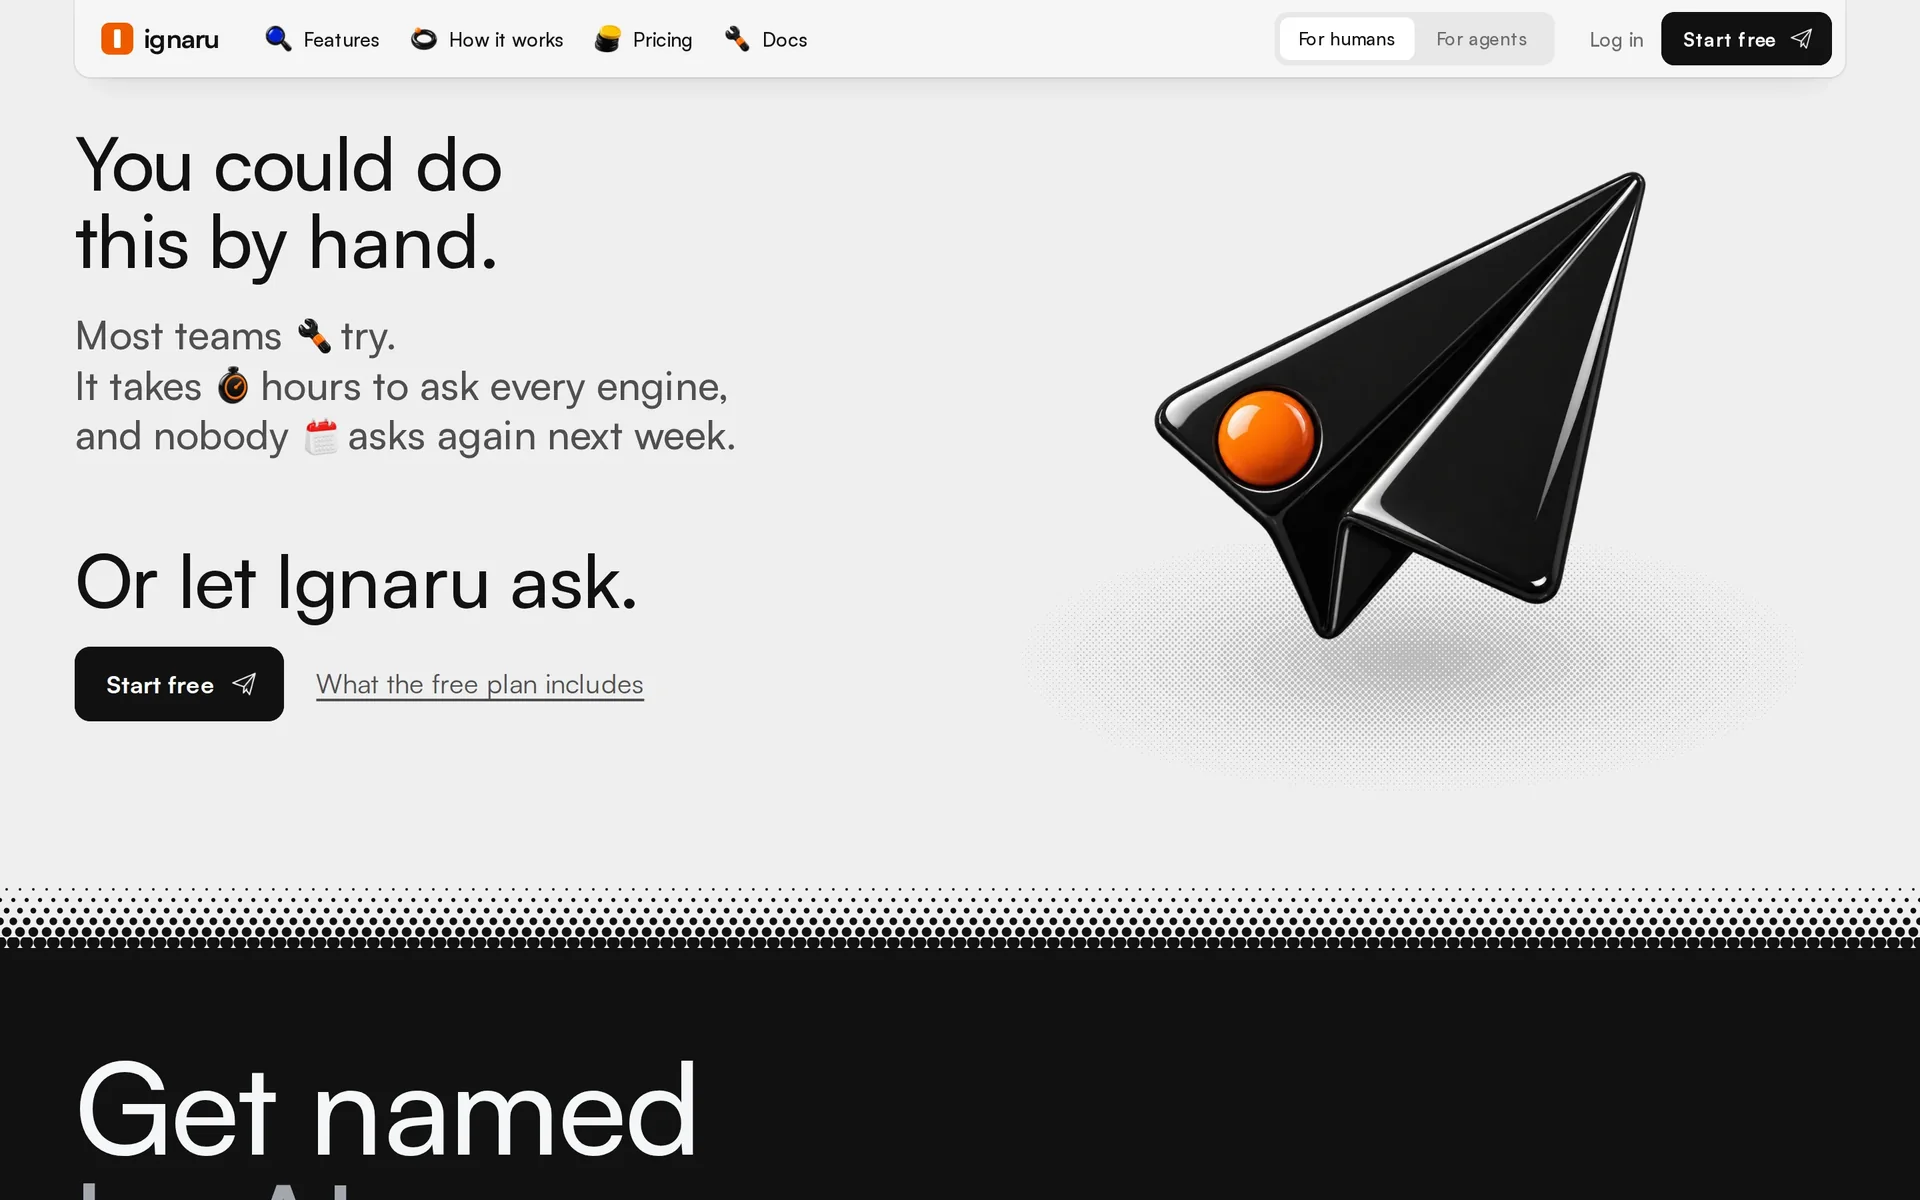 ignaru
Features
How it works
Pricing
Docs
For humans
For agents
Log in
Start free
You could do
this by hand.
Most teams try.
It takes hours to ask every engine,
and nobody asks again next week.
Or let Ignaru ask.
Start free
What the free plan includes
Get named